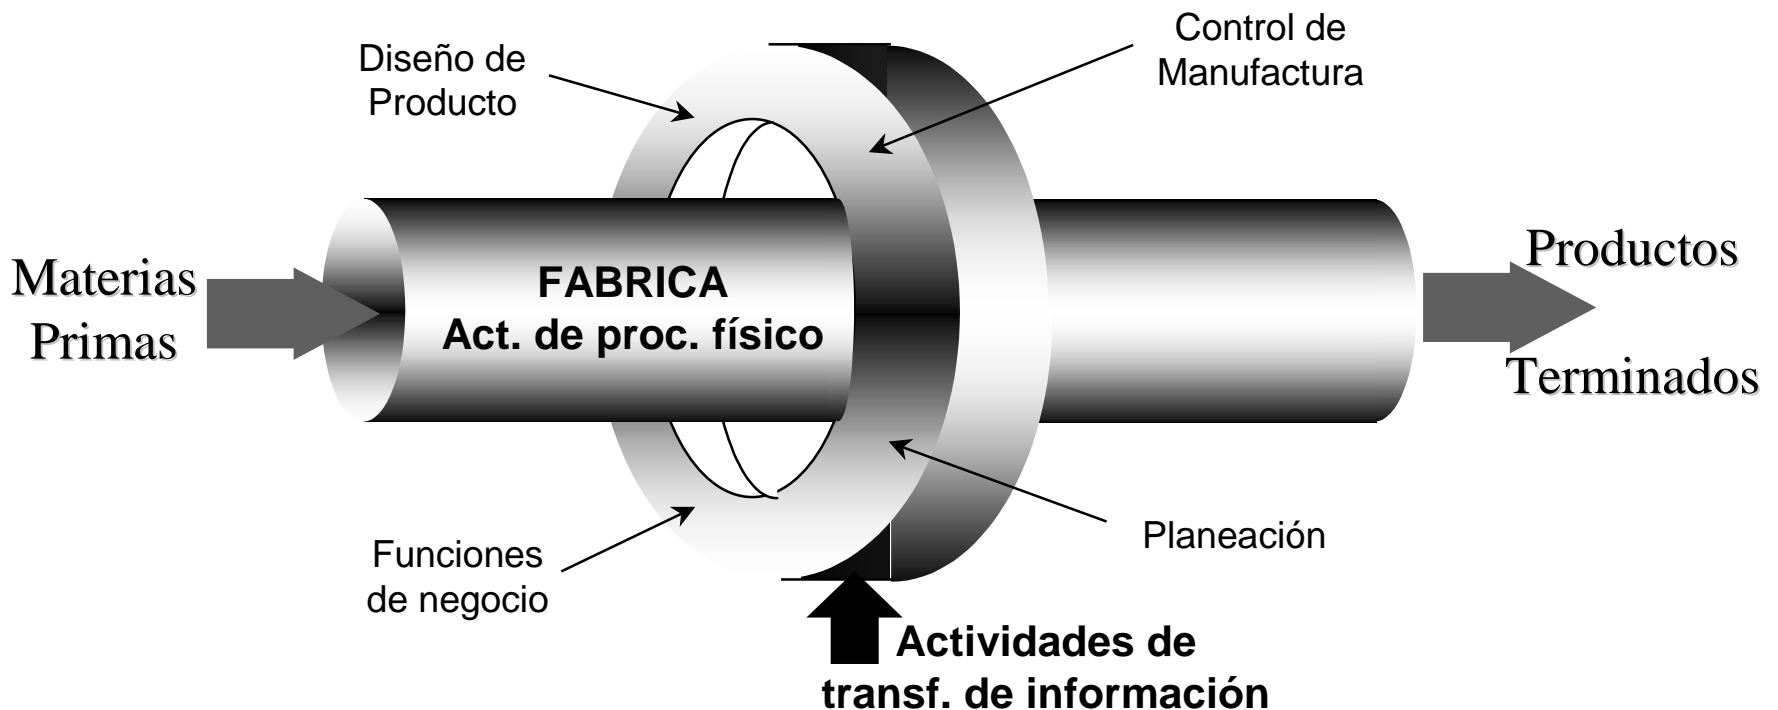 Diseño de
Producto
Control de
Manufactura
Materias
Primas
FABRICA
Act. de proc. físico
Productos
Terminados
Funciones
de negocio
Planeación
Actividades de
transf. de información